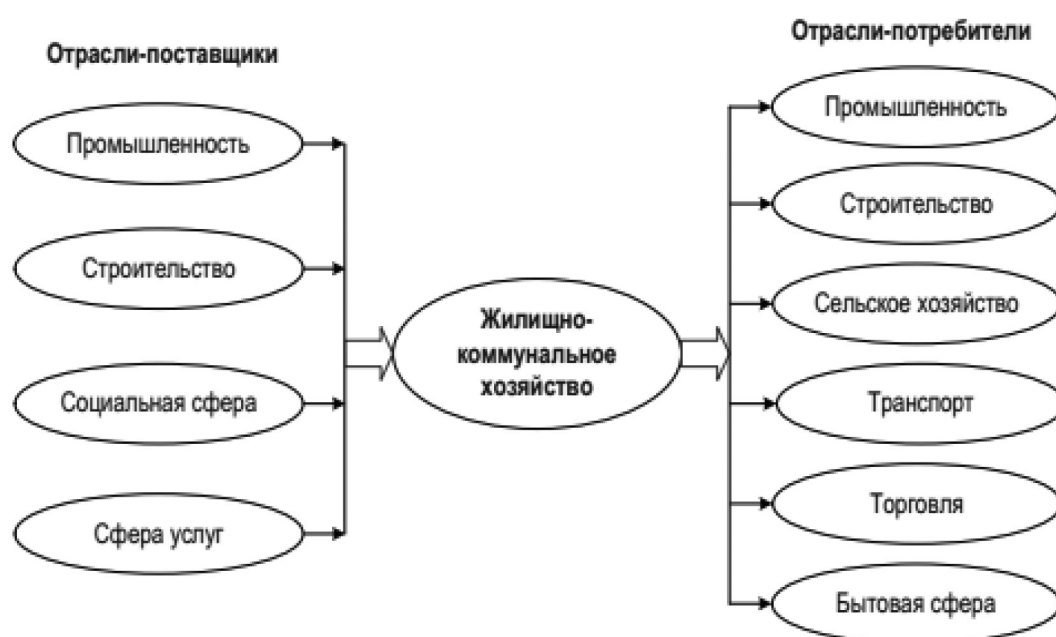 Отрасли-поставщики
Промышленность
Строительство
Социальная сфера
Сфера услуг
Жилищно-
коммунальное
хозяйство
Отрасли-потребители
Промышленность
Строительство
Сельское хозяйство
Транспорт
Торговля
Бытовая сфера